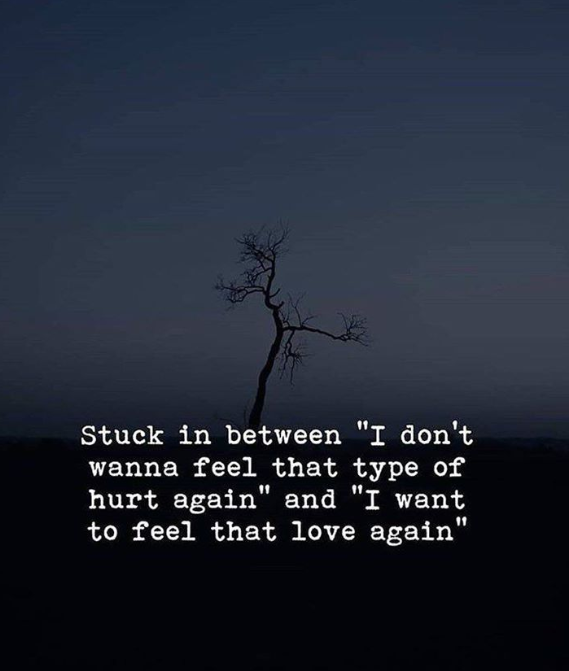 Stuck in between "I don't
wanna feel that type of
hurt again" and "I want
to feel that love again"